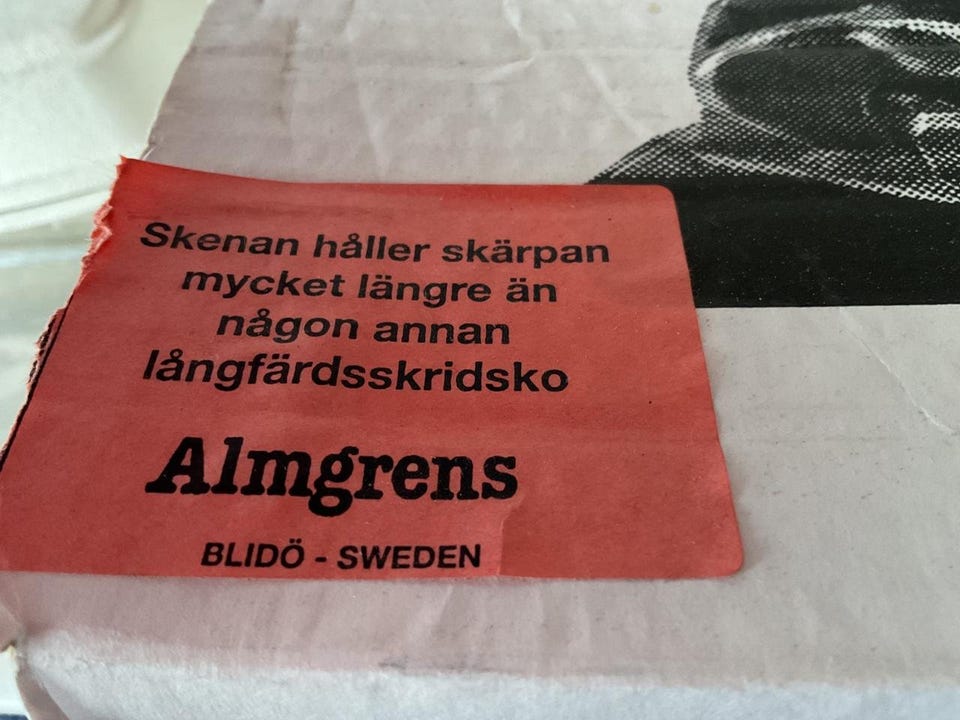 Skenan håller skärpan
mycket längre än
någon annan
långfärdsskridsko
Almgrens
BLIDÖ - SWEDEN